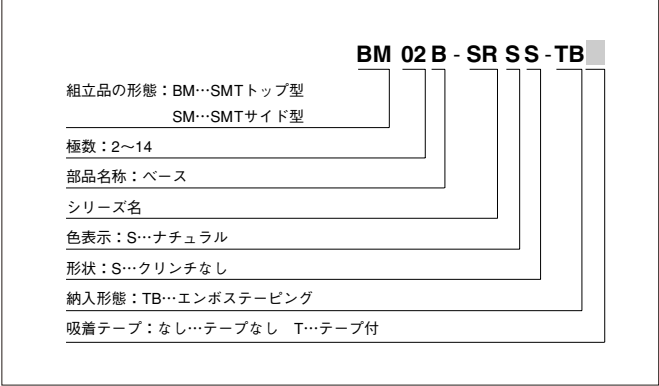 BM 02 B - SR S S - TB
組立品の形態：BM…SMTトップ型
SM…SMTサイド型
極数：2〜14
部品名称：ベース
シリーズ名
色表示：S…ナチュラル
形状：S…クリンチなし
納入形態：TB…エンボステーピング
吸着テープ：なし…テープなし　T…テープ付